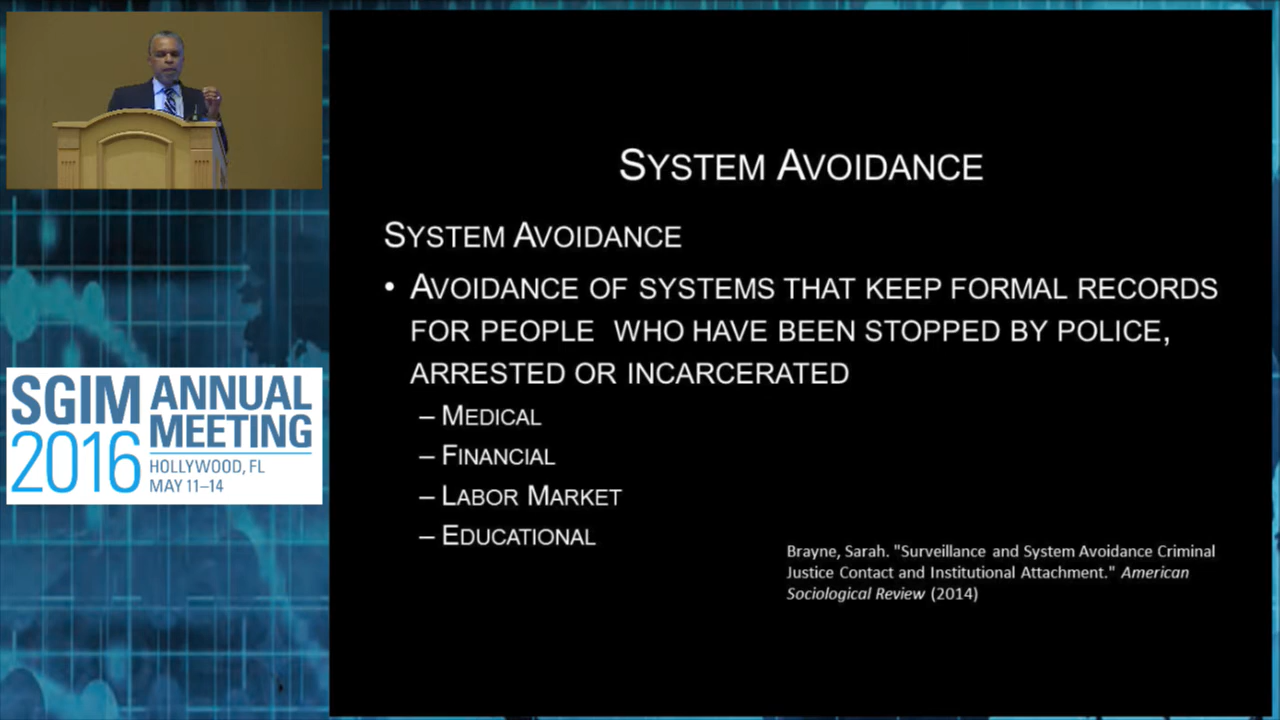 SYSTEM AVOIDANCE
SYSTEM AVOIDANCE
• AVOIDANCE OF SYSTEMS THAT KEEP FORMAL RECORDS
FOR PEOPLE WHO HAVE BEEN STOPPED BY POLICE,
ARRESTED OR INCARCERATED
– MEDICAL
– FINANCIAL
– LABOR MARKET
– EDUCATIONAL
Brayne, Sarah. "Surveillance and System Avoidance Criminal
Justice Contact and Institutional Attachment." American
Sociological Review (2014)
SGIM ANNUAL
2016 MEETING
HOLLYWOOD, FL
MAY 11–14